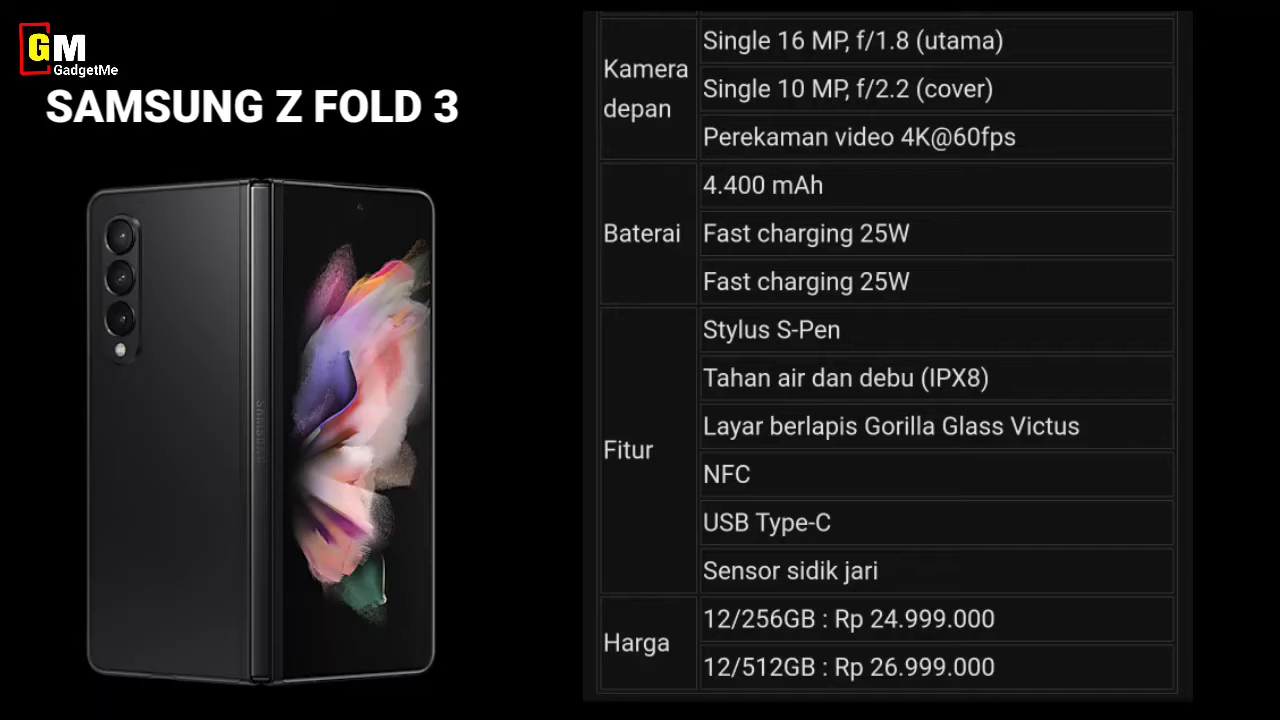 GM
GadgetMe
SAMSUNG Z FOLD 3
SAMSUNG
Kamera depan
Single 16 MP, f/1.8 (utama)
Single 10 MP, f/2.2 (cover)
Perekaman video 4K@60fps
Baterai
4.400 mAh
Fast charging 25W
Fast charging 25W
Fitur
Stylus S-Pen
Tahan air dan debu (IPX8)
Layar berlapis Gorilla Glass Victus
NFC
USB Type-C
Sensor sidik jari
Harga
12/256GB : Rp 24.999.000
12/512GB : Rp 26.999.000